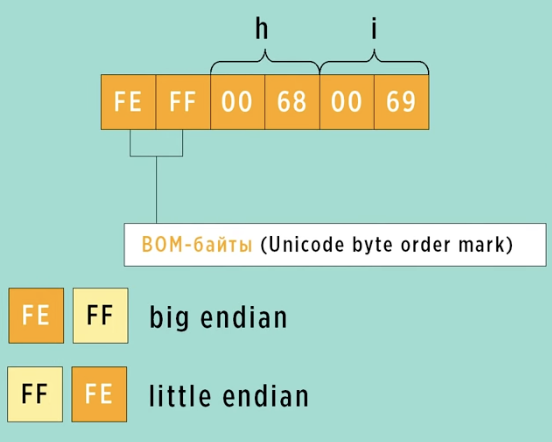 h i
FE FF 00 68 00 69
BOM-байты (Unicode byte order mark)
FE FF big endian
FF FE little endian